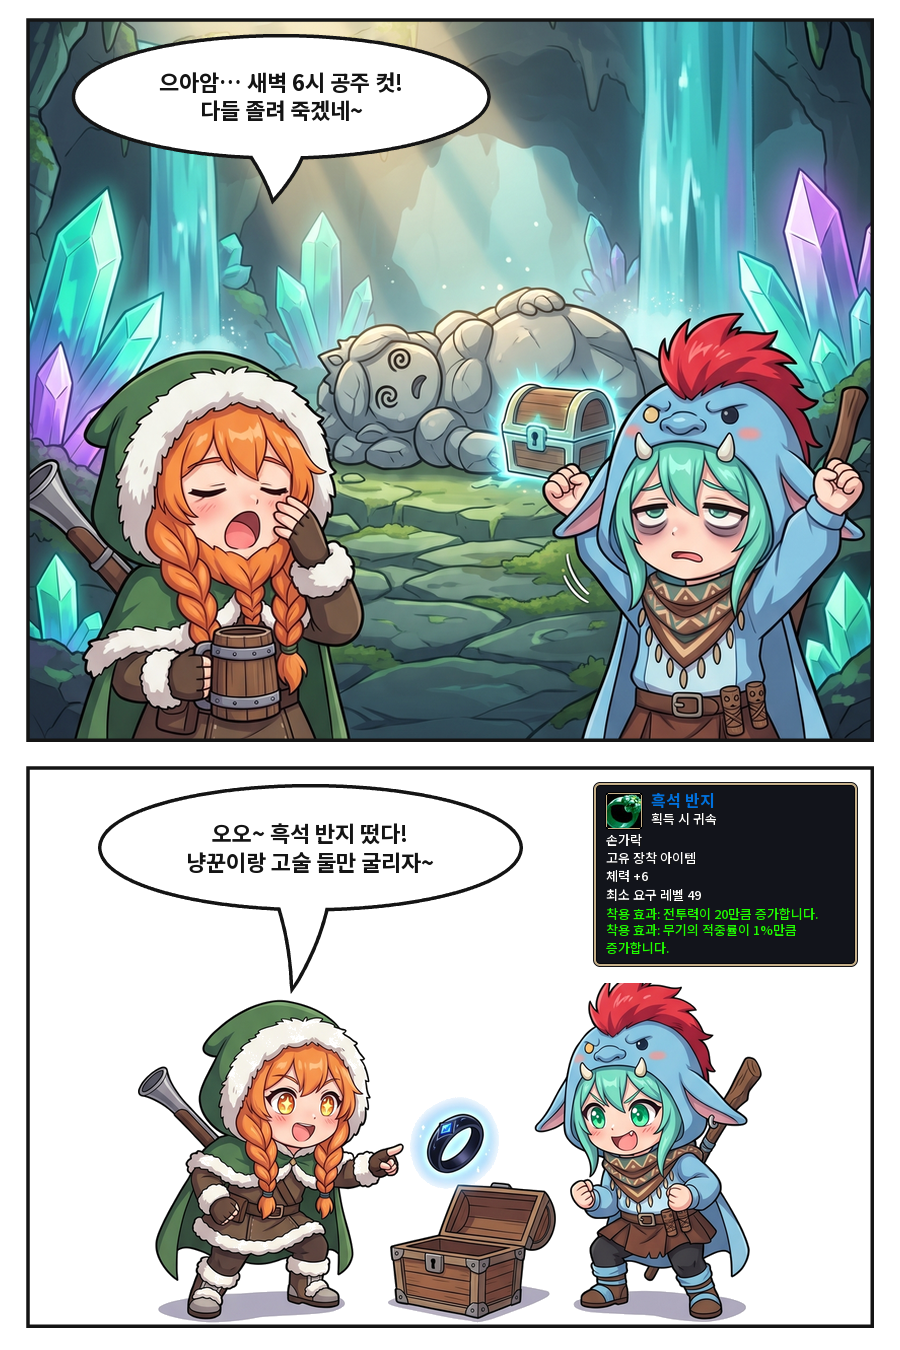 으아암… 새벽 6시 공주 컷!
다들 졸려 죽겠네~
오오~ 흑석 반지 떴다!
냥꾼이랑 고술 둘만 굴리자~
흑석 반지
획득 시 귀속
손가락
고유 장착 아이템
체력 +6
최소 요구 레벨 49
착용 효과: 전투력이 20만큼 증가합니다.
착용 효과: 무기의 적중률이 1%만큼
증가합니다.